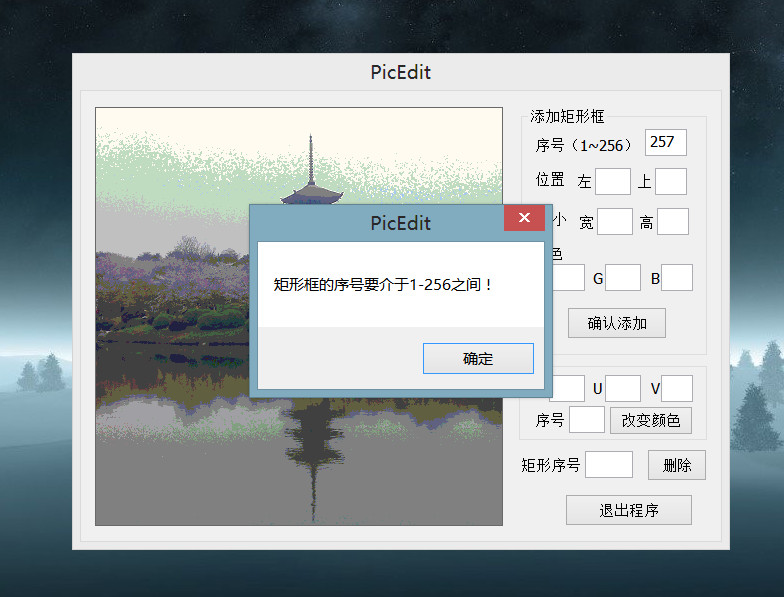 PicEdit
添加矩形框
序号（1~256） 257
位置 左 上
PicEdit
小 宽 高
矩形框的序号要介于1-256之间！
色
G B
确认添加
确定
U V
序号 改变颜色
矩形序号 删除
退出程序